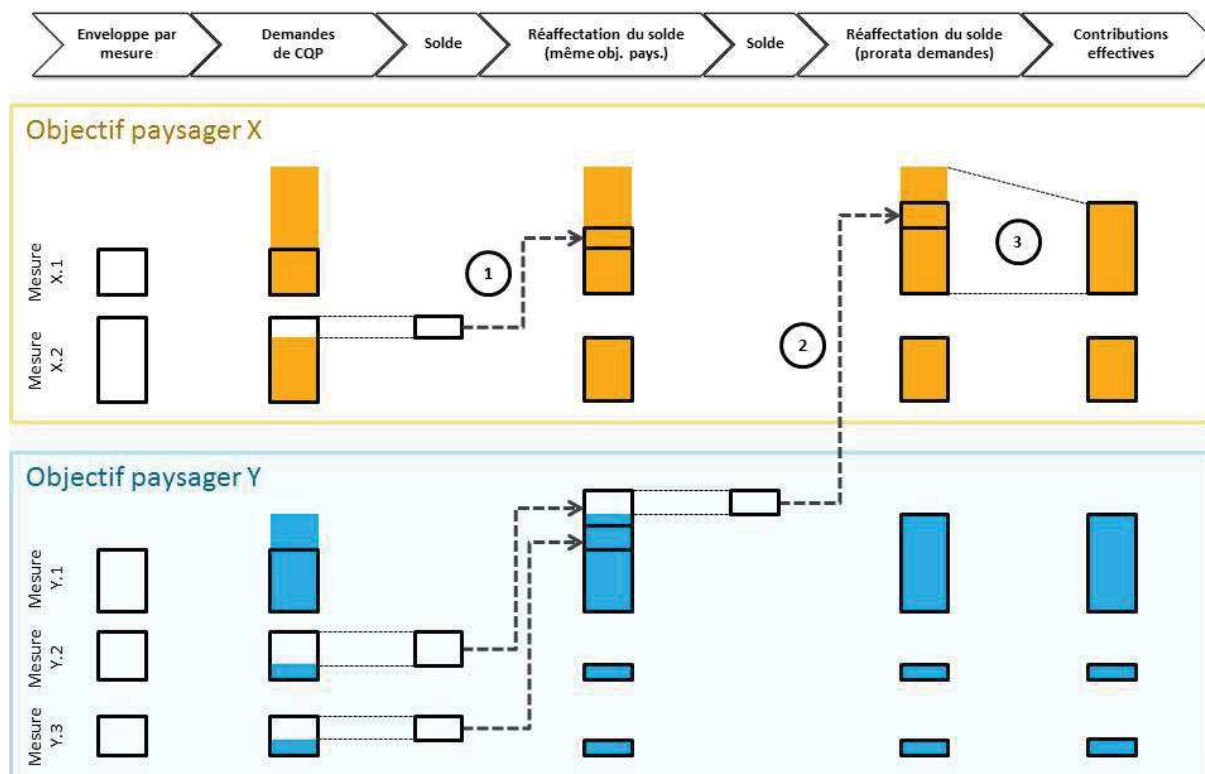 Enveloppe par
mesure
Demandes
de CQP
Solde
Réaffectation du solde
(même obj. pays.)
Solde
Réaffectation du solde
(prorata demandes)
Contributions
effectives
Objectif paysager X
Mesure
X.1
1
3
Mesure
X.2
2
Objectif paysager Y
Mesure
Y.1
Mesure
Y.2
Mesure
Y.3